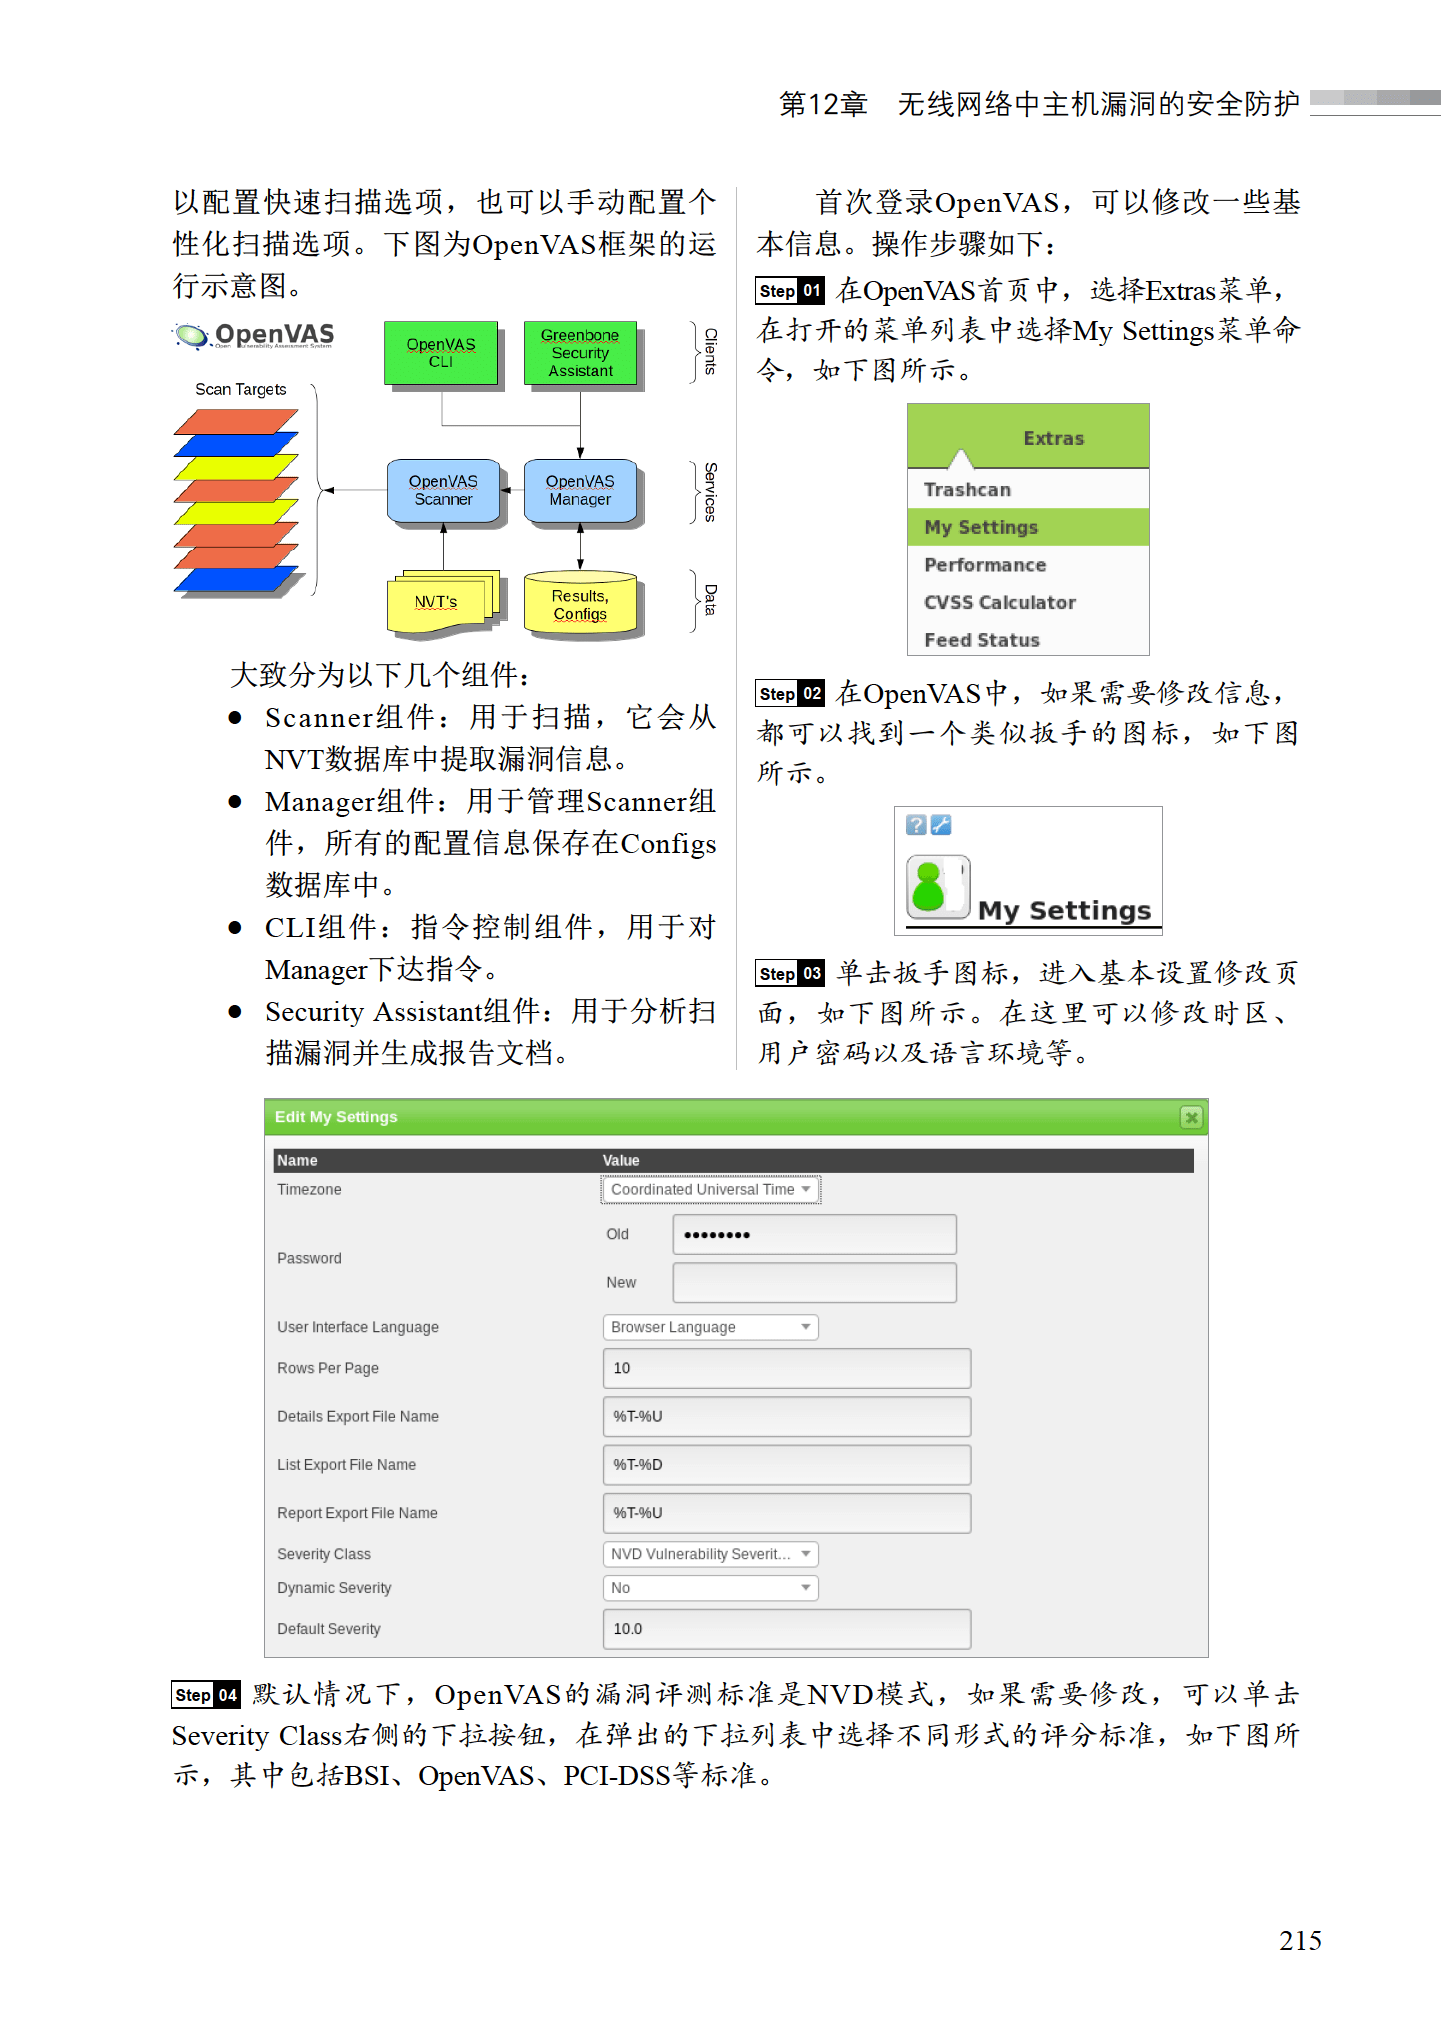 第12章 无线网络中主机漏洞的安全防护
以配置快速扫描选项，也可以手动配置个
性化扫描选项。下图为OpenVAS框架的运
行示意图。
OpenVAS
Open Vulnerability Assessment System
Scan Targets
OpenVAS
CLI
Greenbone
Security
Assistant
Clients
OpenVAS
Scanner
OpenVAS
Manager
Services
NVT's
Results,
Configs
Data
大致分为以下几个组件：
● Scanner组件：用于扫描，它会从
NVT数据库中提取漏洞信息。
● Manager组件：用于管理Scanner组
件，所有的配置信息保存在Configs
数据库中。
● CLI组件：指令控制组件，用于对
Manager下达指令。
● Security Assistant组件：用于分析扫
描漏洞并生成报告文档。
首次登录OpenVAS，可以修改一些基
本信息。操作步骤如下：
Step 01 在OpenVAS首页中，选择Extras菜单，
在打开的菜单列表中选择My Settings菜单命
令，如下图所示。
Extras
Trashcan
My Settings
Performance
CVSS Calculator
Feed Status
Step 02 在OpenVAS中，如果需要修改信息，
都可以找到一个类似扳手的图标，如下图
所示。
?
My Settings
Step 03 单击扳手图标，进入基本设置修改页
面，如下图所示。在这里可以修改时区、
用户密码以及语言环境等。
Edit My Settings
Name Value
Timezone Coordinated Universal Time
Password
Old ••••••••
New
User Interface Language Browser Language
Rows Per Page 10
Details Export File Name %T-%U
List Export File Name %T-%D
Report Export File Name %T-%U
Severity Class NVD Vulnerability Severit...
Dynamic Severity No
Default Severity 10.0
Step 04 默认情况下，OpenVAS的漏洞评测标准是NVD模式，如果需要修改，可以单击
Severity Class右侧的下拉按钮，在弹出的下拉列表中选择不同形式的评分标准，如下图所
示，其中包括BSI、OpenVAS、PCI-DSS等标准。
215